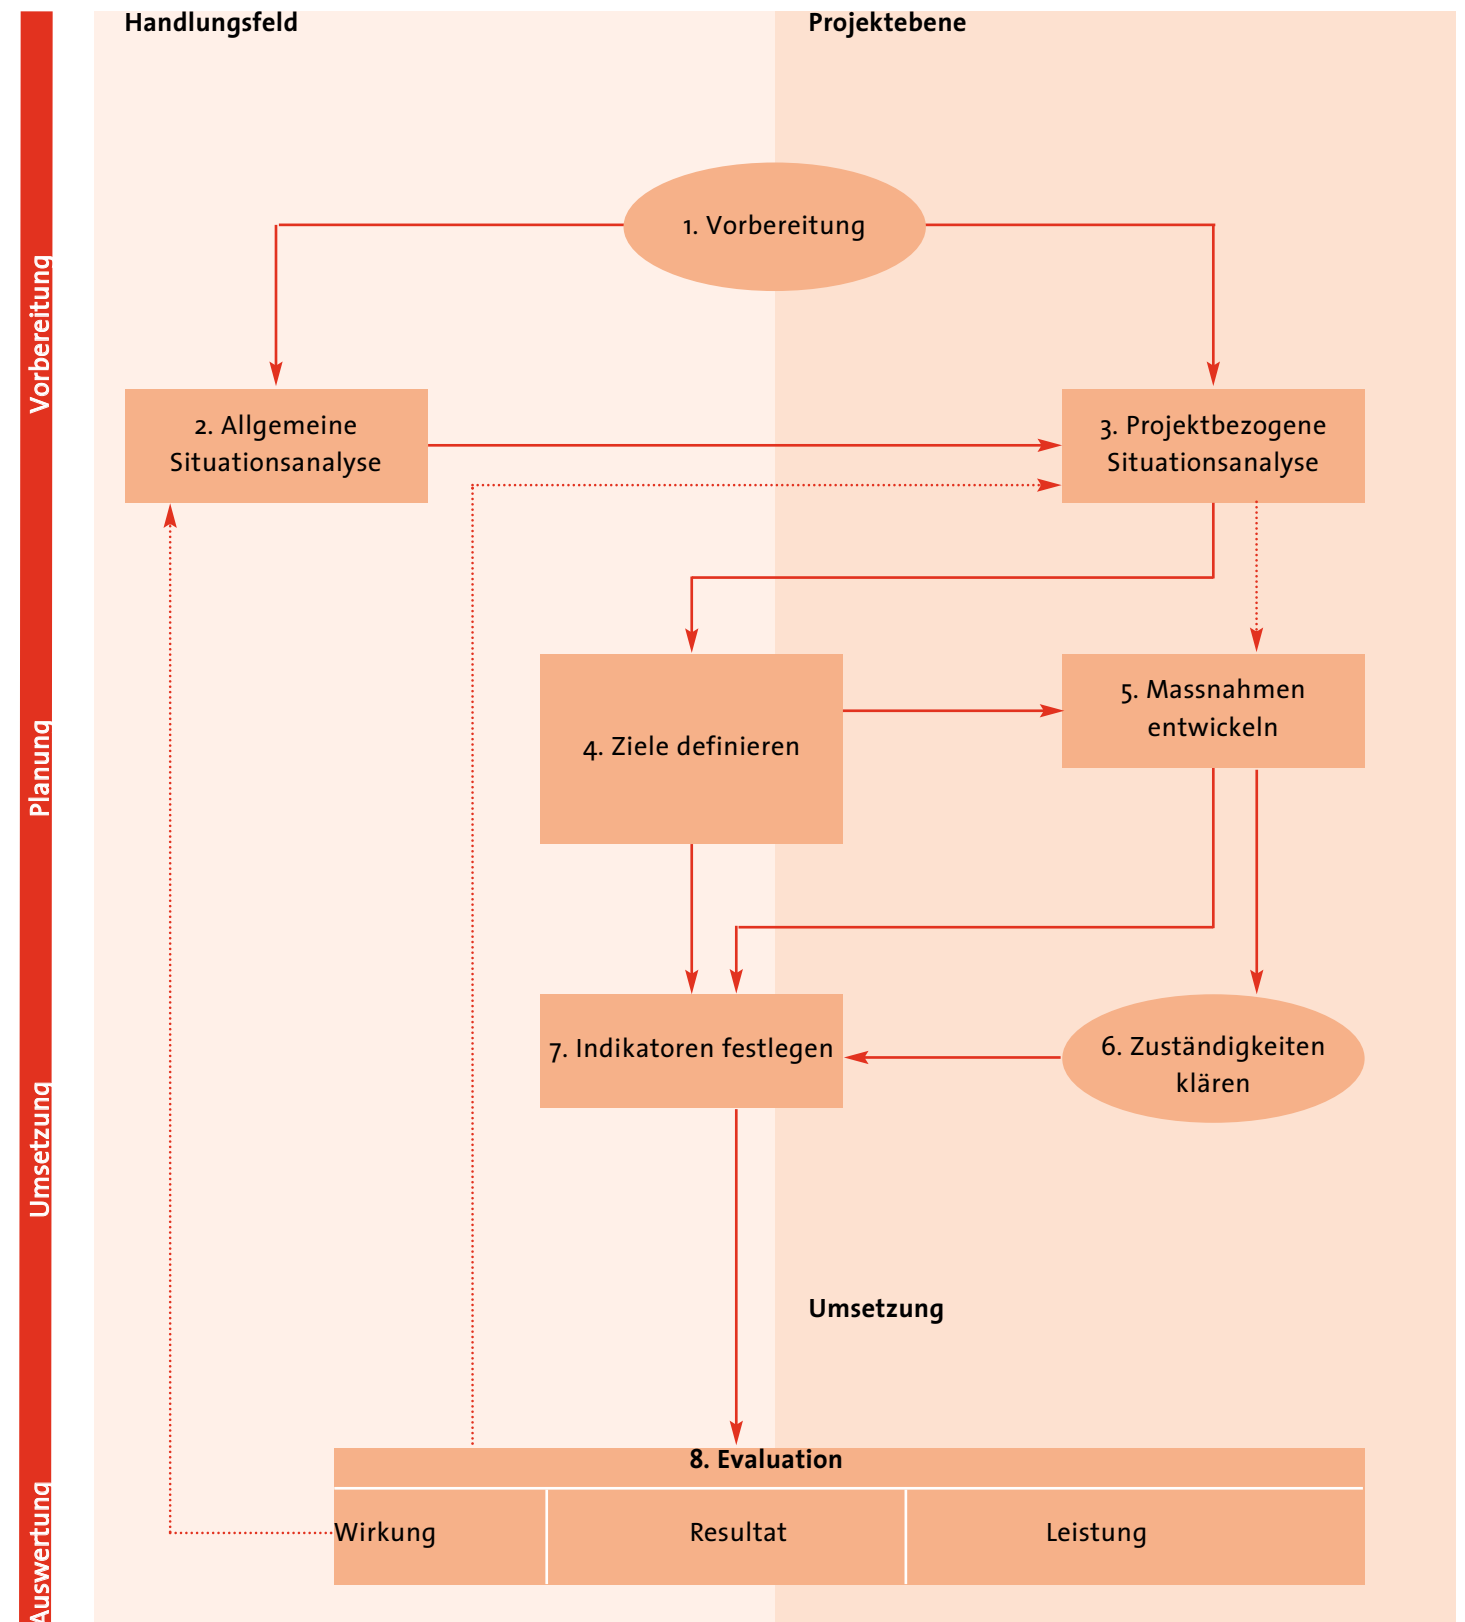 Handlungsfeld
Projektebene
Vorbereitung
1. Vorbereitung
2. Allgemeine
Situationsanalyse
3. Projektbezogene
Situationsanalyse
Planung
4. Ziele definieren
5. Massnahmen
entwickeln
Umsetzung
7. Indikatoren festlegen
6. Zuständigkeiten
klären
Umsetzung
Auswertung
8. Evaluation
Wirkung
Resultat
Leistung